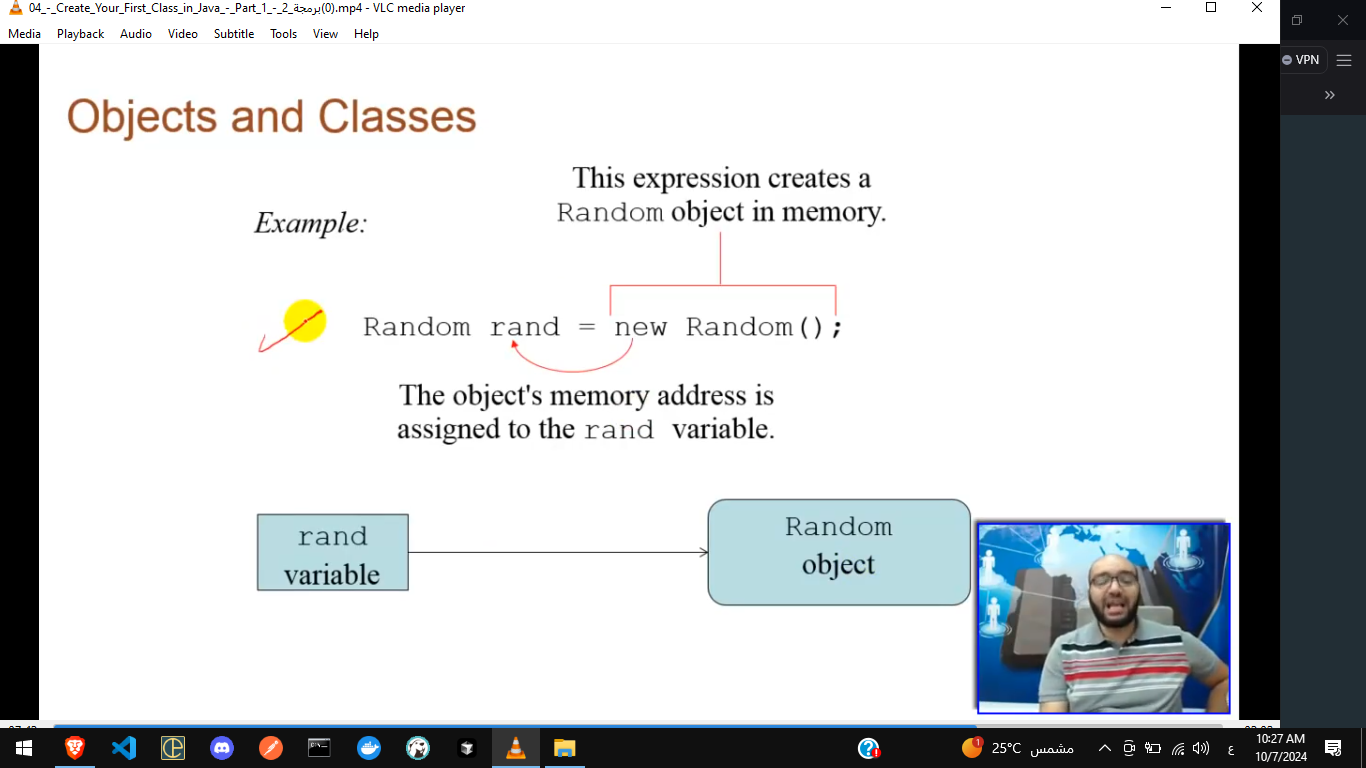 04_-_Create_Your_First_Class_in_Java_-_Part_1_-_2_برمجة(0).mp4 - VLC media player
Media Playback Audio Video Subtitle Tools View Help
VPN
Objects and Classes
This expression creates a
Random object in memory.
Example:
Random rand = new Random();
The object's memory address is
assigned to the rand variable.
rand
variable
Random
object
25°C مشمس
ع
10:27 AM
10/7/2024